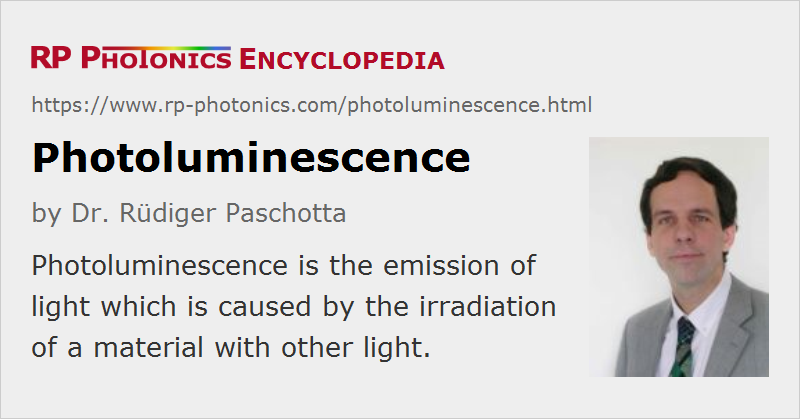 RP PHOTONICS ENCYCLOPEDIA
https://www.rp-photonics.com/photoluminescence.html
Photoluminescence
by Dr. Rüdiger Paschotta
Photoluminescence is the emission of
light which is caused by the irradiation
of a material with other light.